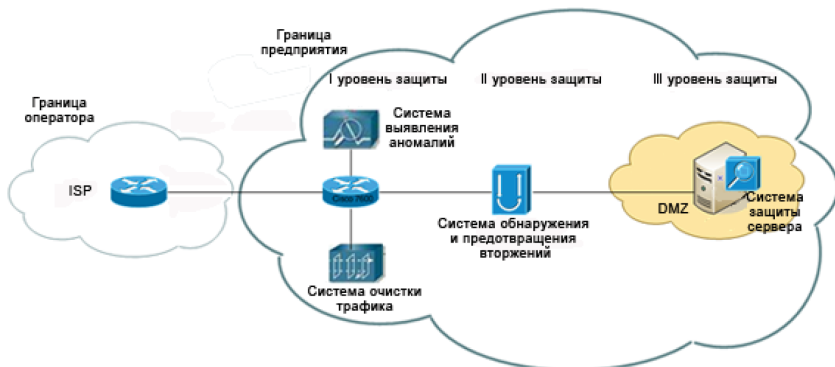 Граница
предприятия
I уровень защиты
II уровень защиты
III уровень защиты
Граница
оператора
Система
выявления
аномалий
ISP
Cisco 7600
DMZ
Система
защиты
сервера
Система обнаружения
и предотвращения
вторжений
Система очистки
трафика